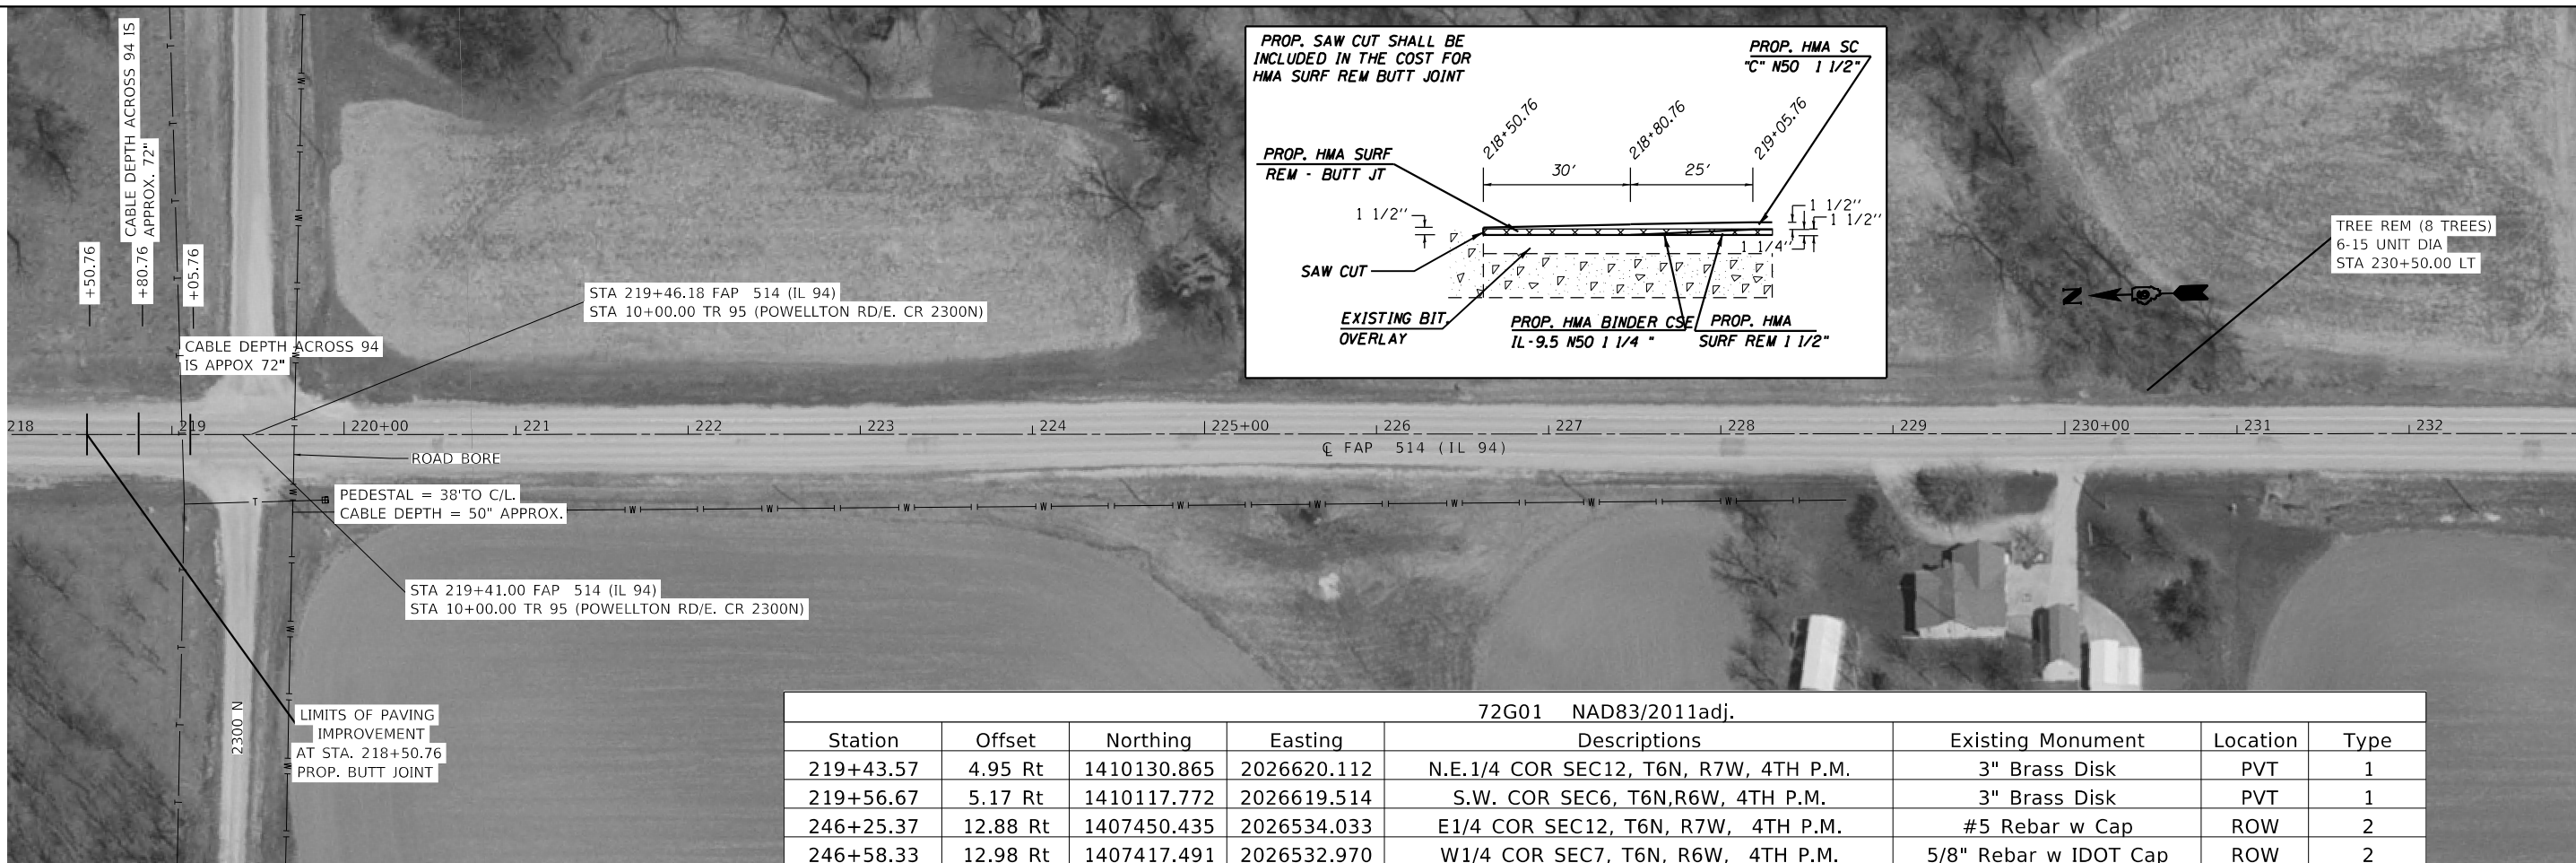 CABLE DEPTH ACROSS 94 IS
APPROX. 72"
+50.76
+80.76
+05.76
CABLE DEPTH ACROSS 94
IS APPOX 72"
STA 219+46.18 FAP 514 (IL 94)
STA 10+00.00 TR 95 (POWELLTON RD/E. CR 2300N)
PROP. SAW CUT SHALL BE
INCLUDED IN THE COST FOR
HMA SURF REM BUTT JOINT
PROP. HMA SC
"C" N50 1 1/2"
218+50.76
218+80.76
219+05.76
PROP. HMA SURF
REM - BUTT JT
30'
25'
1 1/2''
1 1/2''
1 1/2''
1 1/4''
SAW CUT
EXISTING BIT.
OVERLAY
PROP. HMA BINDER CSE
IL-9.5 N50 1 1/4 "
PROP. HMA
SURF REM 1 1/2"
TREE REM (8 TREES)
6-15 UNIT DIA
STA 230+50.00 LT
N
218
219
220+00
221
222
223
224
225+00
226
227
228
229
230+00
231
232
℄ FAP 514 (IL 94)
ROAD BORE
PEDESTAL = 38'TO C/L.
CABLE DEPTH = 50" APPROX.
STA 219+41.00 FAP 514 (IL 94)
STA 10+00.00 TR 95 (POWELLTON RD/E. CR 2300N)
2300 N
LIMITS OF PAVING
IMPROVEMENT
AT STA. 218+50.76
PROP. BUTT JOINT
72G01 NAD83/2011adj.
Station Offset Northing Easting Descriptions Existing Monument Location Type
219+43.57 4.95 Rt 1410130.865 2026620.112 N.E.1/4 COR SEC12, T6N, R7W, 4TH P.M. 3" Brass Disk PVT 1
219+56.67 5.17 Rt 1410117.772 2026619.514 S.W. COR SEC6, T6N,R6W, 4TH P.M. 3" Brass Disk PVT 1
246+25.37 12.88 Rt 1407450.435 2026534.033 E1/4 COR SEC12, T6N, R7W, 4TH P.M. #5 Rebar w Cap ROW 2
246+58.33 12.98 Rt 1407417.491 2026532.970 W1/4 COR SEC7, T6N, R6W, 4TH P.M. 5/8" Rebar w IDOT Cap ROW 2